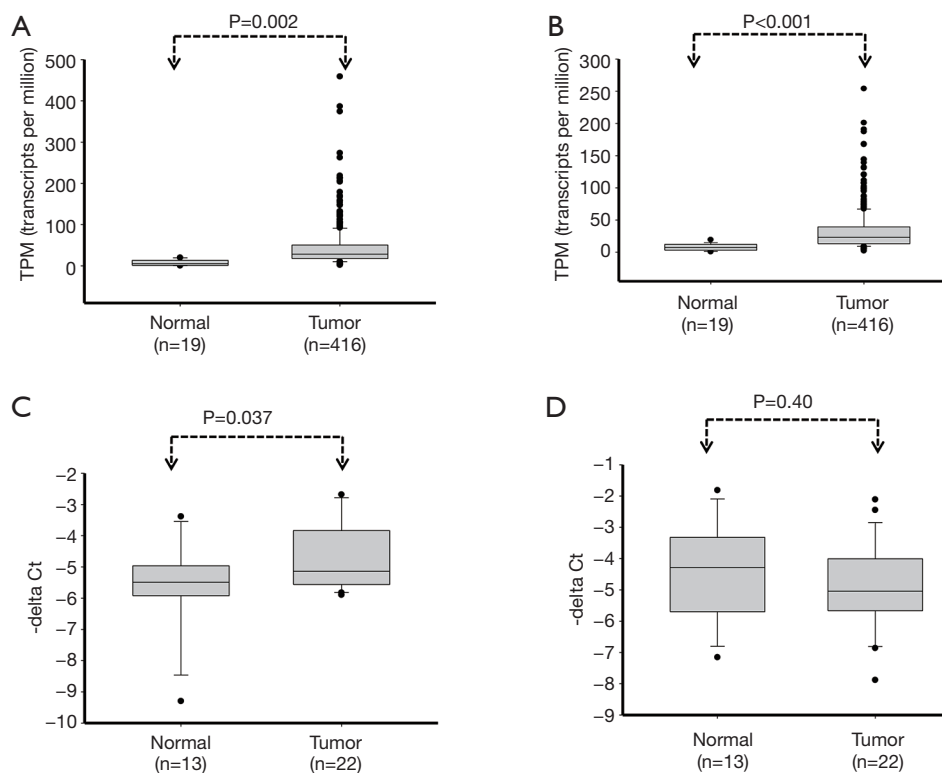 A
P=0.002
TPM (transcripts per million)
500
400
300
200
100
0
Normal
(n=19)
Tumor
(n=416)
B
P<0.001
TPM (transcripts per million)
300
250
200
150
100
50
0
Normal
(n=19)
Tumor
(n=416)
C
P=0.037
-delta Ct
−2
−3
−4
−5
−6
−7
−8
−9
−10
Normal
(n=13)
Tumor
(n=22)
D
P=0.40
-delta Ct
−1
−2
−3
−4
−5
−6
−7
−8
−9
Normal
(n=13)
Tumor
(n=22)